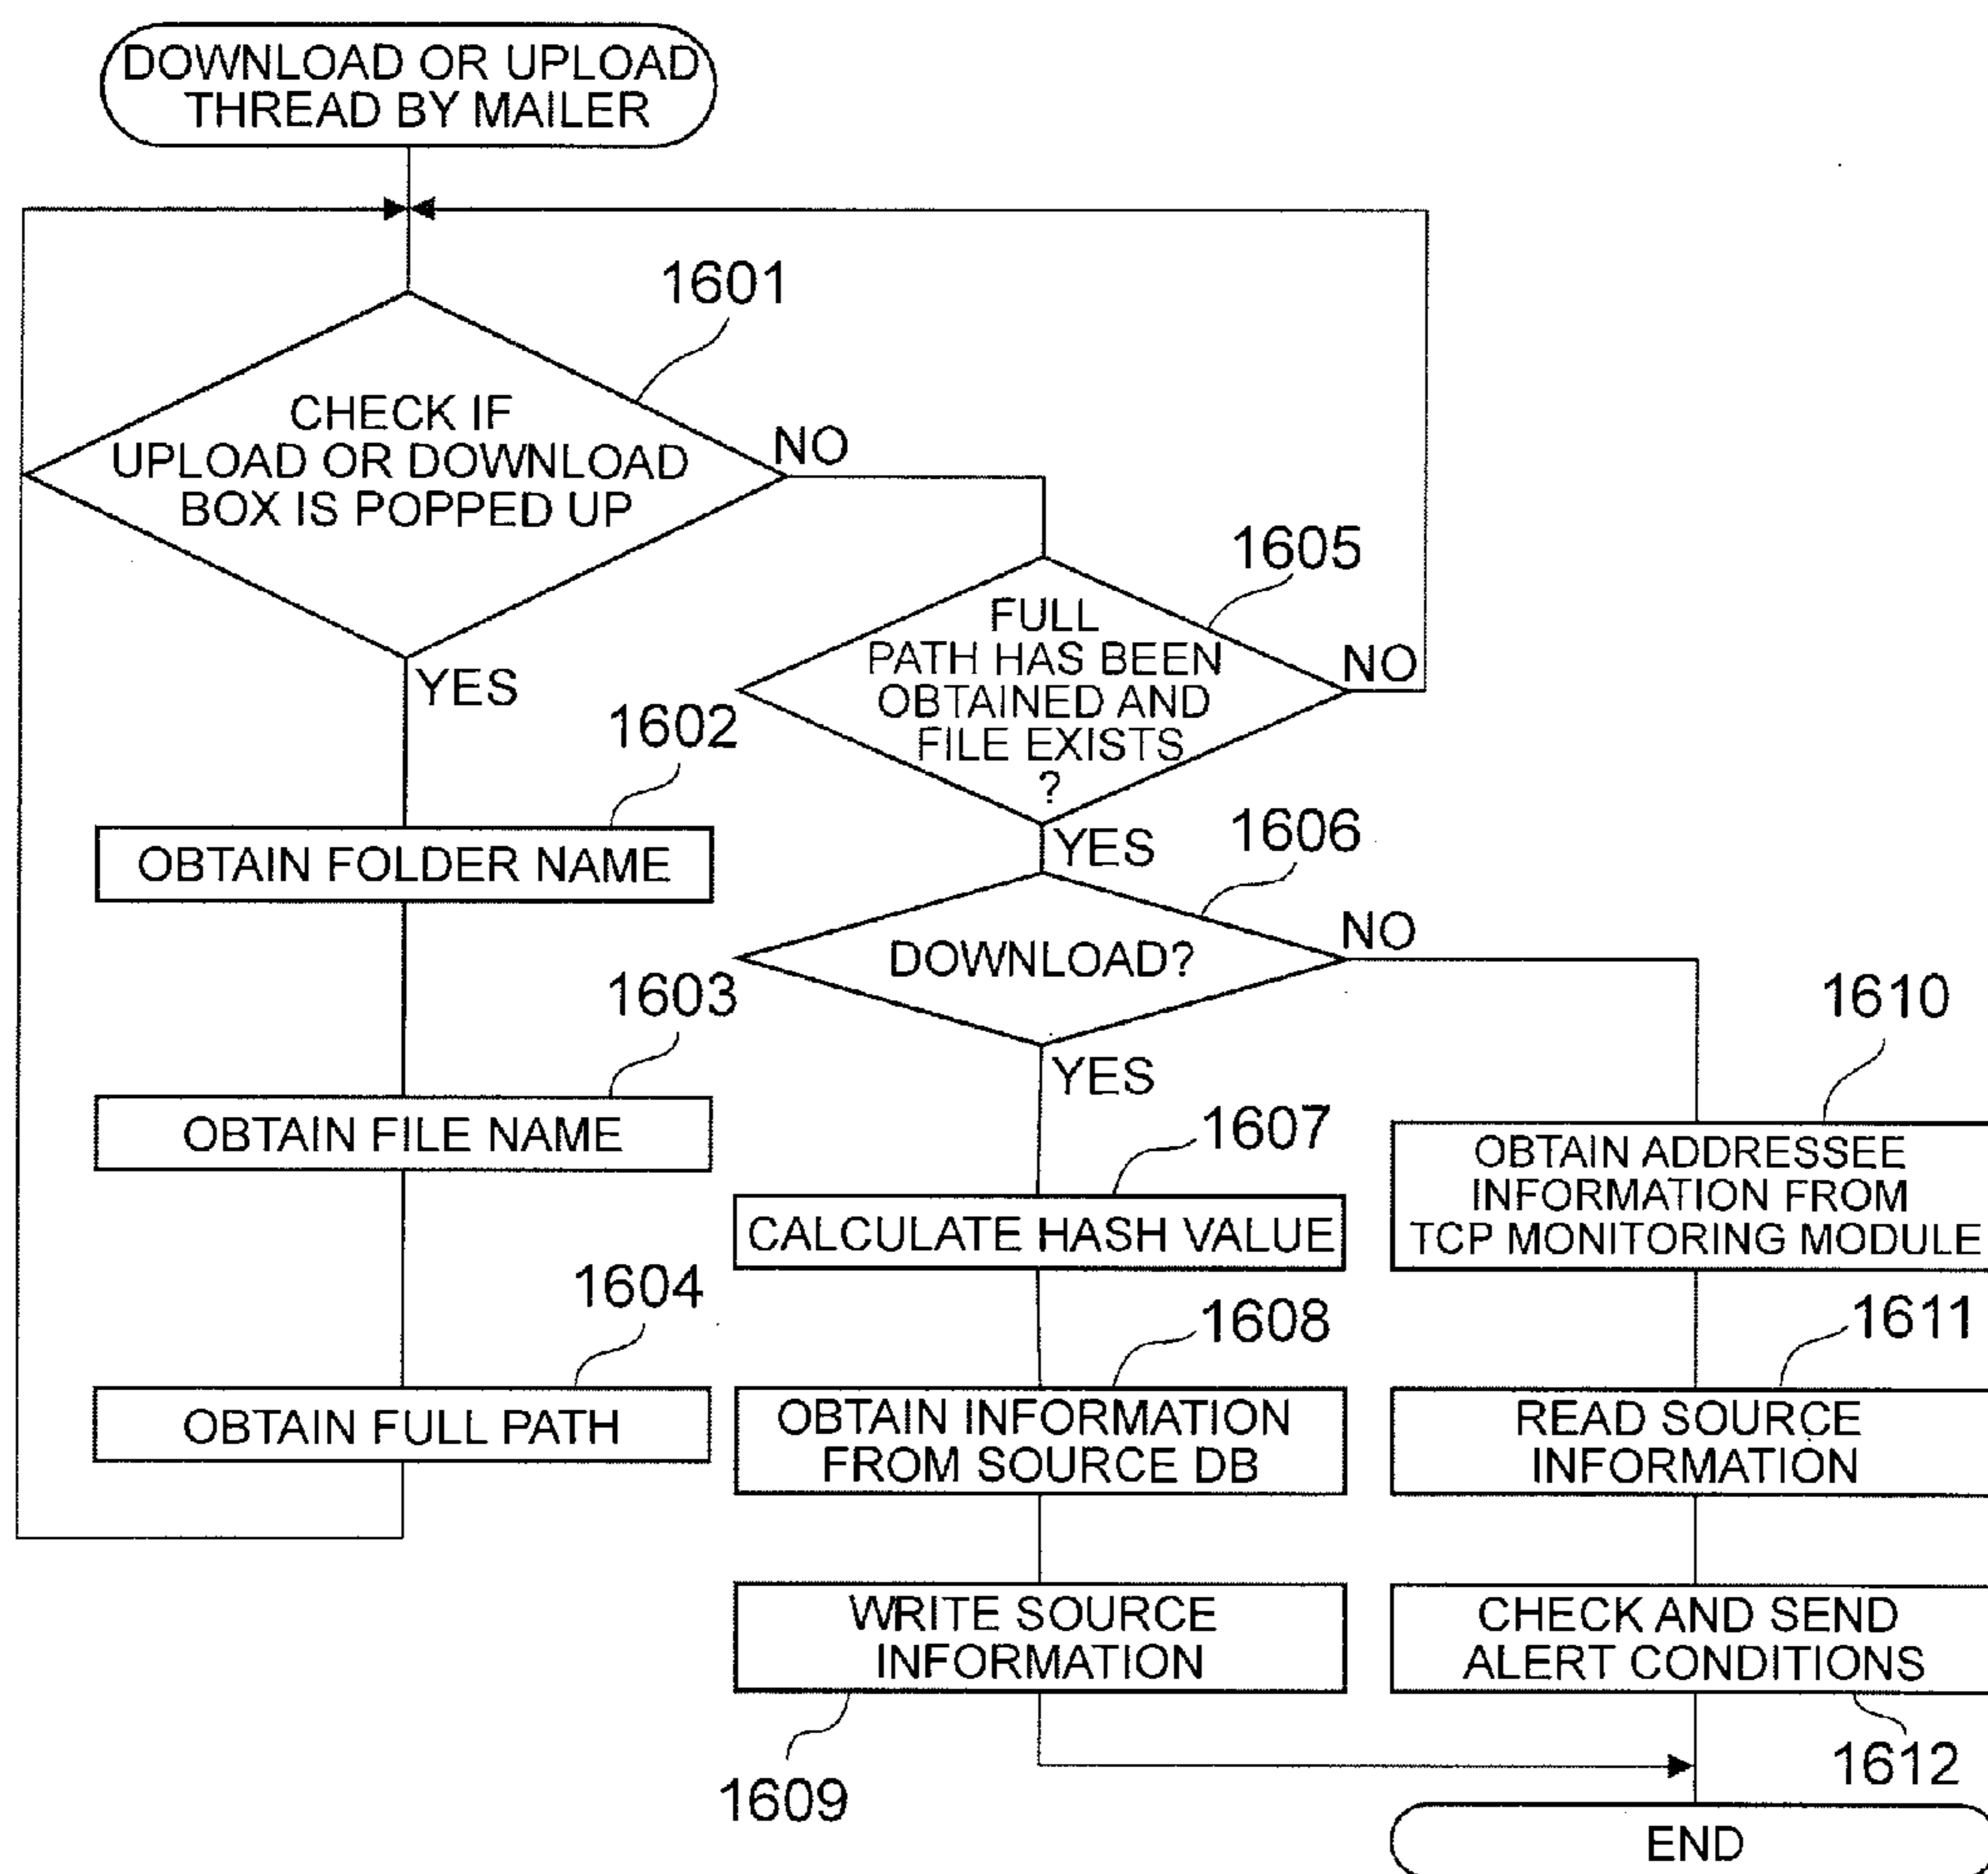 DOWNLOAD OR UPLOAD
THREAD BY MAILER
1601
CHECK IF
UPLOAD OR DOWNLOAD
BOX IS POPPED UP
NO
YES
1602
OBTAIN FOLDER NAME
1603
OBTAIN FILE NAME
1604
OBTAIN FULL PATH
1605
FULL
PATH HAS BEEN
OBTAINED AND
FILE EXISTS
?
NO
YES
1606
DOWNLOAD?
NO
YES
1607
CALCULATE HASH VALUE
1608
OBTAIN INFORMATION
FROM SOURCE DB
WRITE SOURCE
INFORMATION
1609
1610
OBTAIN ADDRESSEE
INFORMATION FROM
TCP MONITORING MODULE
1611
READ SOURCE
INFORMATION
CHECK AND SEND
ALERT CONDITIONS
1612
END